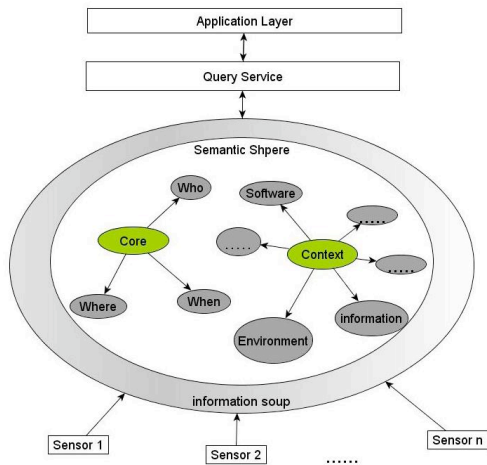 Application Layer
Query Service
Semantic Shpere
Who
Software
.....
Core
.....
Context
.....
Where
When
information
Environment
information soup
Sensor 1
Sensor 2
......
Sensor n